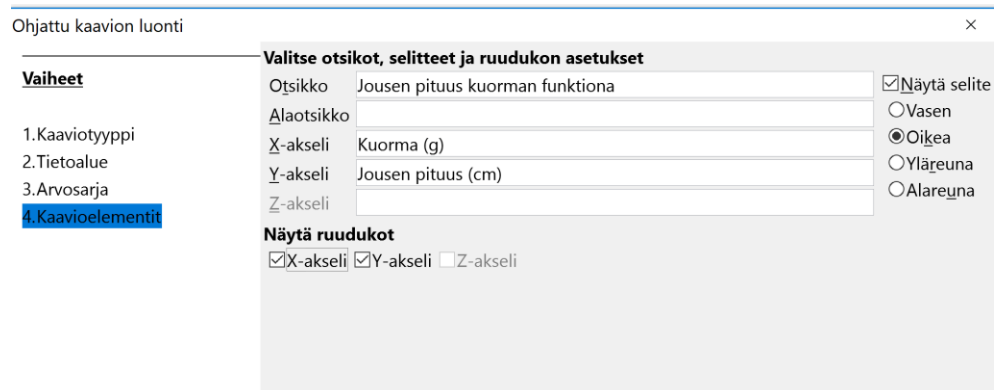 Ohjattu kaavion luonti
Vaiheet
1.Kaaviotyyppi
2.Tietoalue
3.Arvosarja
4.Kaavioelementit
Valitse otsikot, selitteet ja ruudukon asetukset
Otsikko Jousen pituus kuorman funktiona
Alaotsikko
X-akseli Kuorma (g)
Y-akseli Jousen pituus (cm)
Z-akseli
Näytä selite
Vasen
Oikea
Yläreuna
Alareuna
Näytä ruudukot
X-akseli Y-akseli Z-akseli